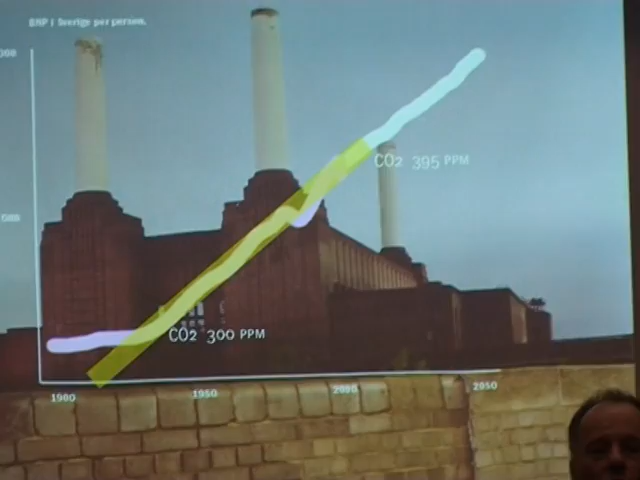 BNP i Sverige per person.
CO2 395 PPM
CO2 300 PPM
1900 1950 2000 2050